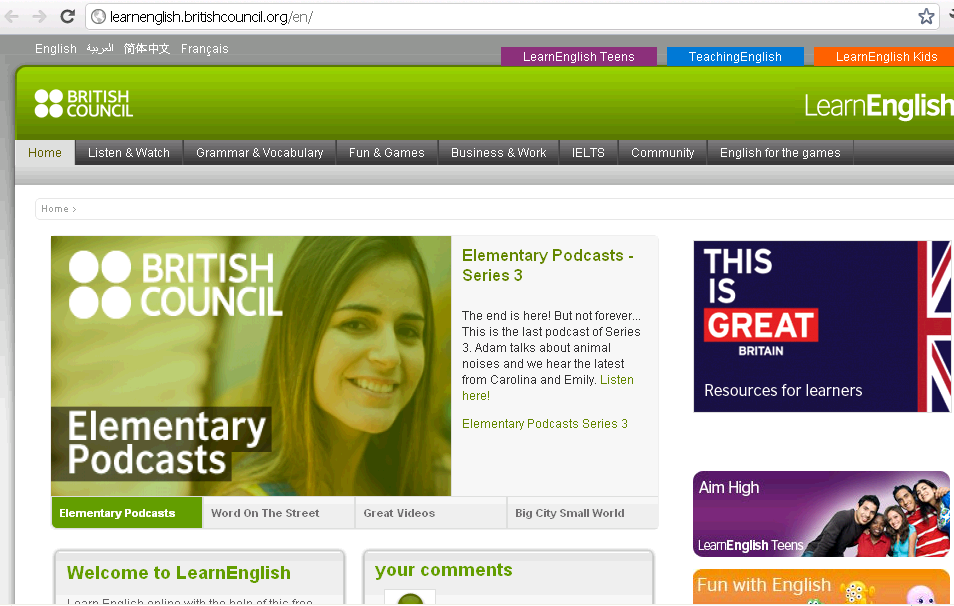 learnenglish.britishcouncil.org/en/
English العربية 简体中文 Français
LearnEnglish Teens TeachingEnglish LearnEnglish Kids
BRITISH
COUNCIL
LearnEnglish
Home Listen & Watch Grammar & Vocabulary Fun & Games Business & Work IELTS Community English for the games
Home >
BRITISH
COUNCIL
Elementary
Podcasts
Elementary Podcasts -
Series 3
The end is here! But not forever...
This is the last podcast of Series
3. Adam talks about animal
noises and we hear the latest
from Carolina and Emily. Listen
here!
Elementary Podcasts Series 3
THIS
IS
GREAT
BRITAIN
Resources for learners
Elementary Podcasts Word On The Street Great Videos Big City Small World
Aim High
LearnEnglish Teens
Welcome to LearnEnglish
Learn English online with the help of this free
your comments
Fun with English